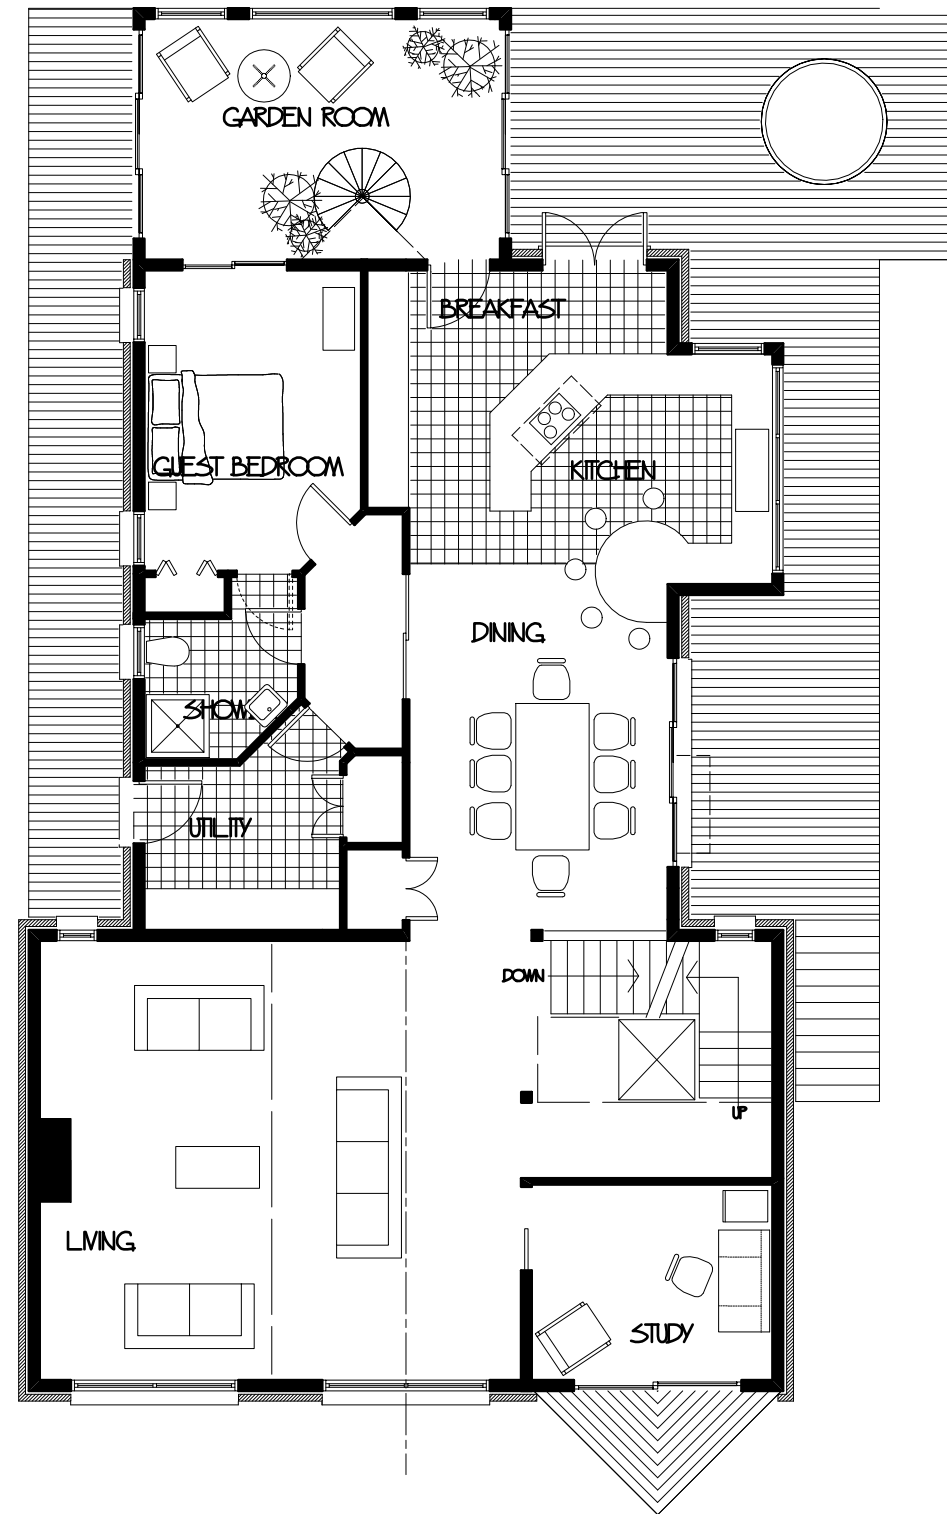 GARDEN ROOM
BREAKFAST
GUEST BEDROOM
KITCHEN
DINING
SHOW.
UTILITY
DOWN
UP
LIVING
STUDY